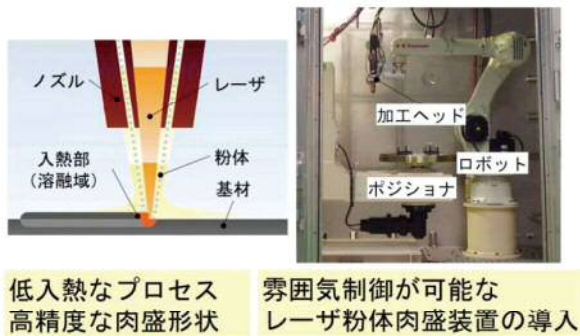 ノズル
レーザ
入熱部
(溶融域)
粉体
基材
加工ヘッド
ロボット
ポジショナ
低入熱なプロセス
高精度な肉盛形状
雰囲気制御が可能な
レーザ粉体肉盛装置の導入